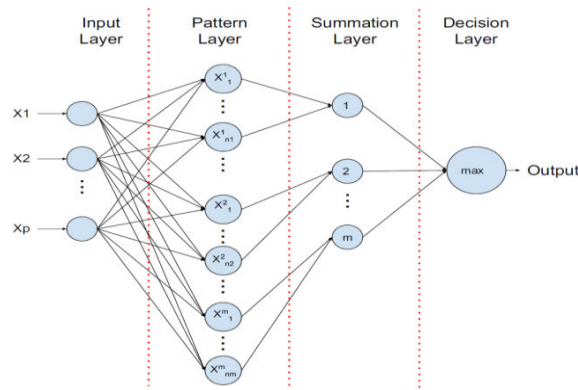 Input Layer
Pattern Layer
Summation Layer
Decision Layer
X1
X2
⋮
Xp
X¹₁
⋮
X¹ₙ₁
X²₁
⋮
X²ₙ₂
⋮
Xᵐ₁
⋮
Xᵐₙₘ
1
2
⋮
m
max
Output